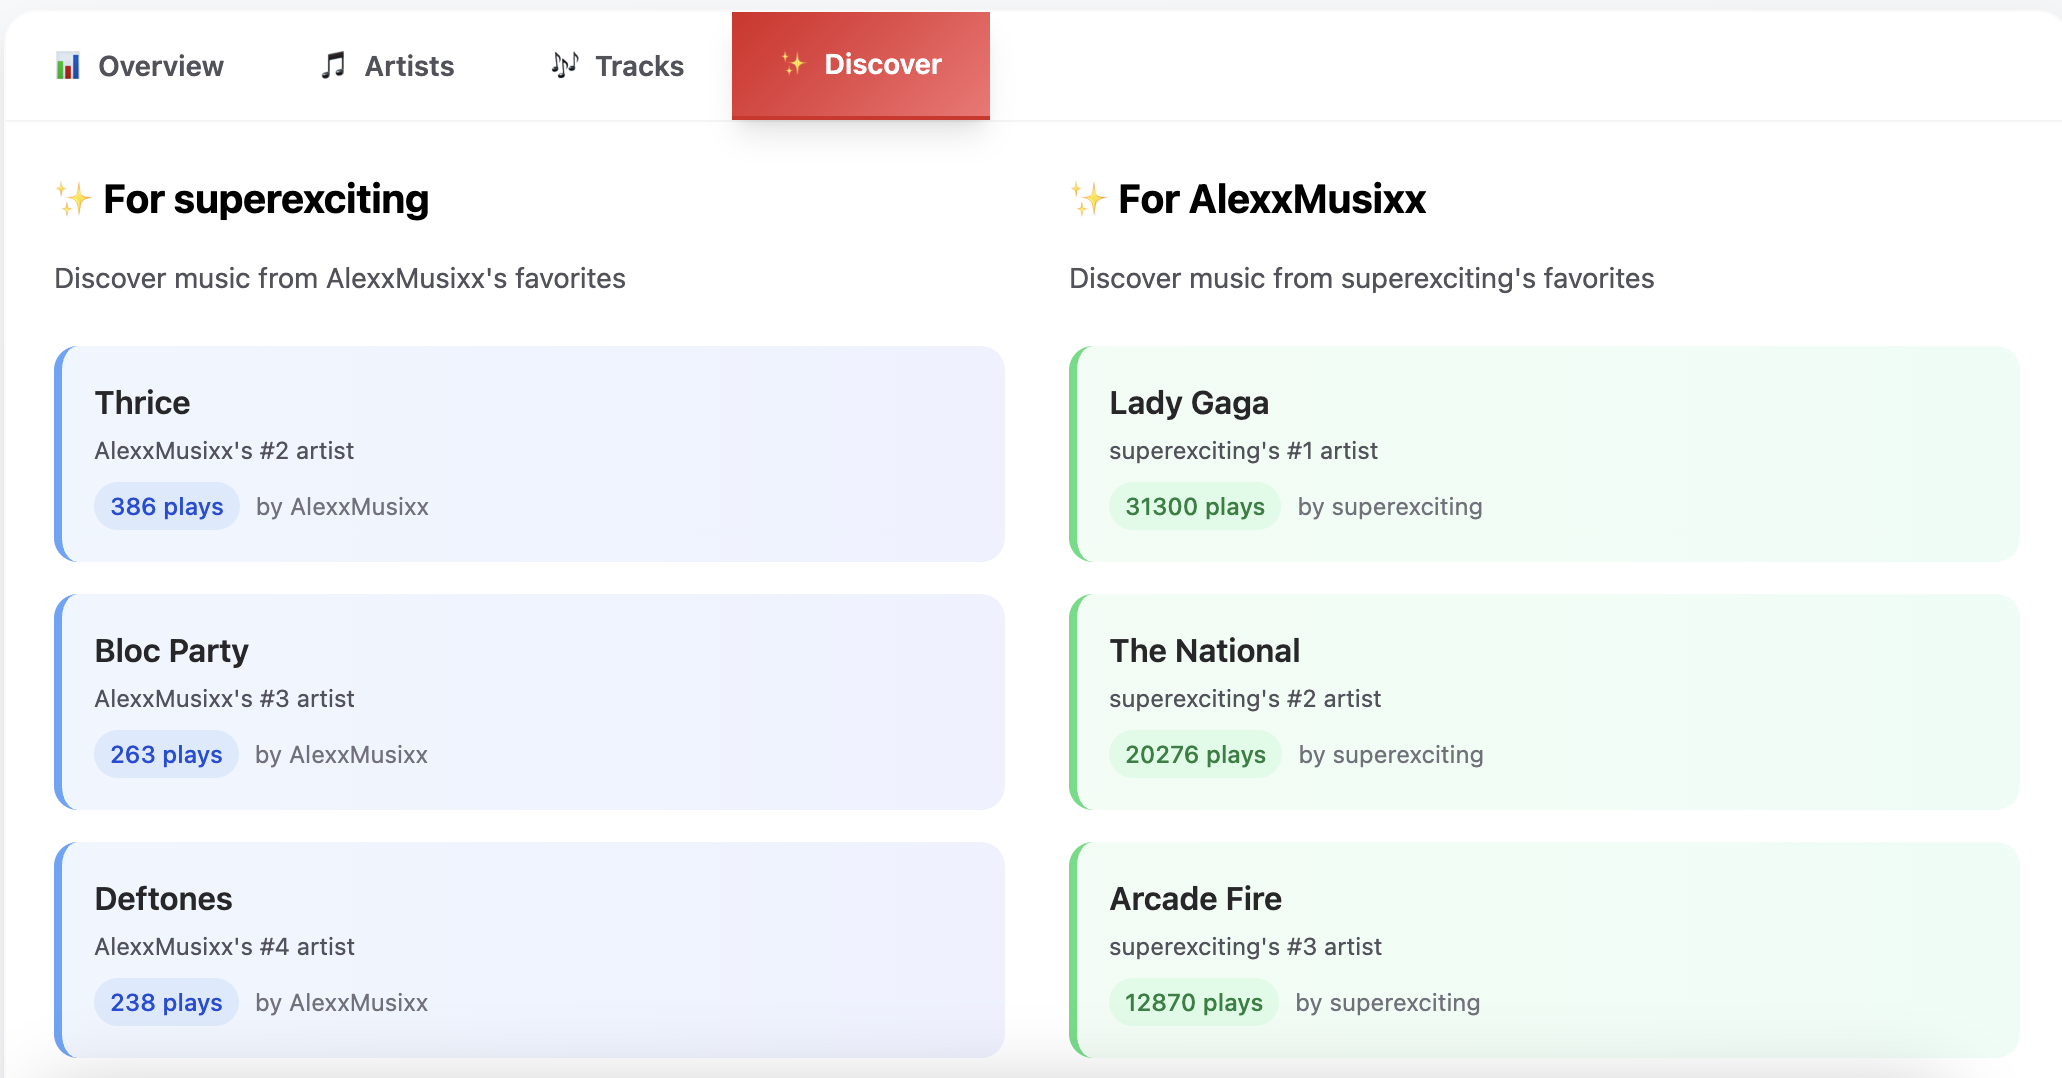 Overview
Artists
Tracks
Discover
For superexciting
Discover music from AlexxMusixx's favorites
Thrice
AlexxMusixx's #2 artist
386 plays by AlexxMusixx
Bloc Party
AlexxMusixx's #3 artist
263 plays by AlexxMusixx
Deftones
AlexxMusixx's #4 artist
238 plays by AlexxMusixx
For AlexxMusixx
Discover music from superexciting's favorites
Lady Gaga
superexciting's #1 artist
31300 plays by superexciting
The National
superexciting's #2 artist
20276 plays by superexciting
Arcade Fire
superexciting's #3 artist
12870 plays by superexciting